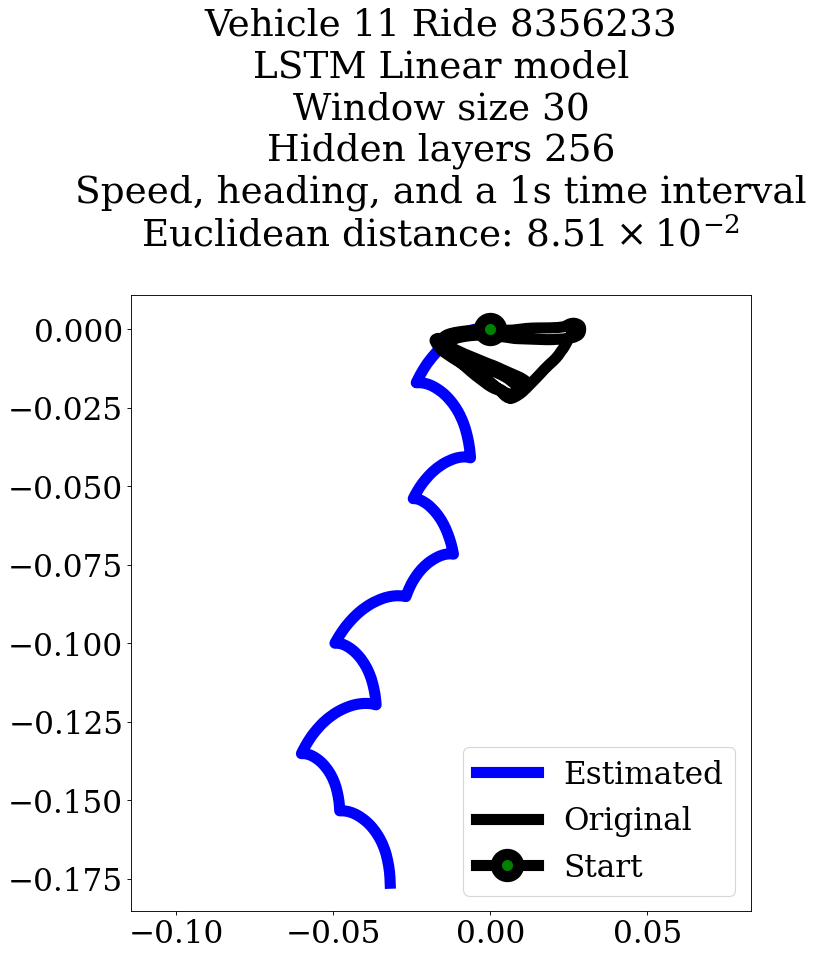 Vehicle 11 Ride 8356233
LSTM Linear model
Window size 30
Hidden layers 256
Speed, heading, and a 1s time interval
Euclidean distance: 8.51 × 10⁻²
0.000
−0.025
−0.050
−0.075
−0.100
−0.125
−0.150
−0.175
Estimated
Original
Start
−0.10 −0.05 0.00 0.05